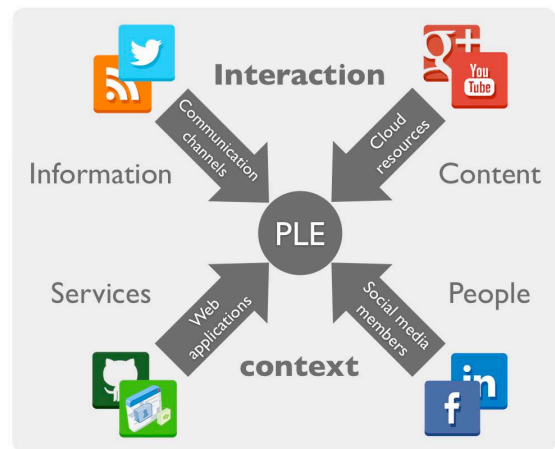 Interaction
g+
You
Tube
Communication
channels
Cloud
resources
Information
Content
PLE
Services
People
Web
applications
Social media
members
context
in
f